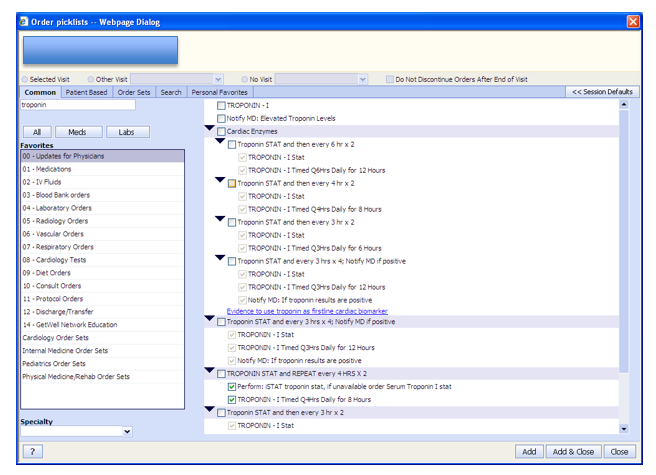 Order picklists -- Webpage Dialog
Selected Visit Other Visit No Visit Do Not Discontinue Orders After End of Visit
Common Patient Based Order Sets Search Personal Favorites << Session Defaults
troponin
All Meds Labs
Favorites
00 - Updates for Physicians
01 - Medications
02 - IV Fluids
03 - Blood Bank orders
04 - Laboratory Orders
05 - Radiology Orders
06 - Vascular Orders
07 - Respiratory Orders
08 - Cardiology Tests
09 - Diet Orders
10 - Consult Orders
11 - Protocol Orders
12 - Discharge/Transfer
14 - GetWell Network Education
Cardiology Order Sets
Internal Medicine Order Sets
Pediatrics Order Sets
Physical Medicine/Rehab Order Sets
Specialty
TROPONIN - I
Notify MD: Elevated Troponin Levels
Cardiac Enzymes
Troponin STAT and then every 6 hr x 2
TROPONIN - I Stat
TROPONIN - I Timed Q6Hrs Daily for 12 Hours
Troponin STAT and then every 4 hr x 2
TROPONIN - I Stat
TROPONIN - I Timed Q4Hrs Daily for 8 Hours
Troponin STAT and then every 3 hr x 2
TROPONIN - I Stat
TROPONIN - I Timed Q3Hrs Daily for 6 Hours
Troponin STAT and every 3 hrs x 4; Notify MD if positive
TROPONIN - I Stat
TROPONIN - I Timed Q3Hrs Daily for 12 Hours
Notify MD: If troponin results are positive
Evidence to use troponin as firstline cardiac biomarker
Troponin STAT and every 3 hrs x 4; Notify MD if positive
TROPONIN - I Stat
TROPONIN - I Timed Q3Hrs Daily for 12 Hours
Notify MD: If troponin results are positive
TROPONIN STAT and REPEAT every 4 HRS X 2
Perform: iSTAT troponin stat, if unavailable order Serum Troponin I stat
TROPONIN - I Timed Q4Hrs Daily for 8 Hours
Troponin STAT and then every 3 hr x 2
TROPONIN - I Stat
? Add Add & Close Close